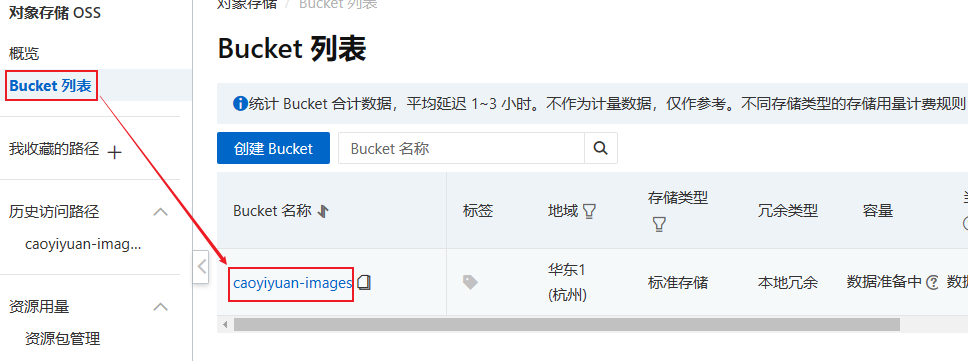 对象存储 OSS
概览
Bucket 列表
我收藏的路径
历史访问路径
caoyiyuan-imag...
资源用量
资源包管理
对象存储 / Bucket 列表
Bucket 列表
统计 Bucket 合计数据，平均延迟 1~3 小时。不作为计量数据，仅作参考。不同存储类型的存储用量计费规则
创建 Bucket
Bucket 名称
Bucket 名称 标签 地域 存储类型 冗余类型 容量
caoyiyuan-images 华东1 (杭州) 标准存储 本地冗余 数据准备中 数据